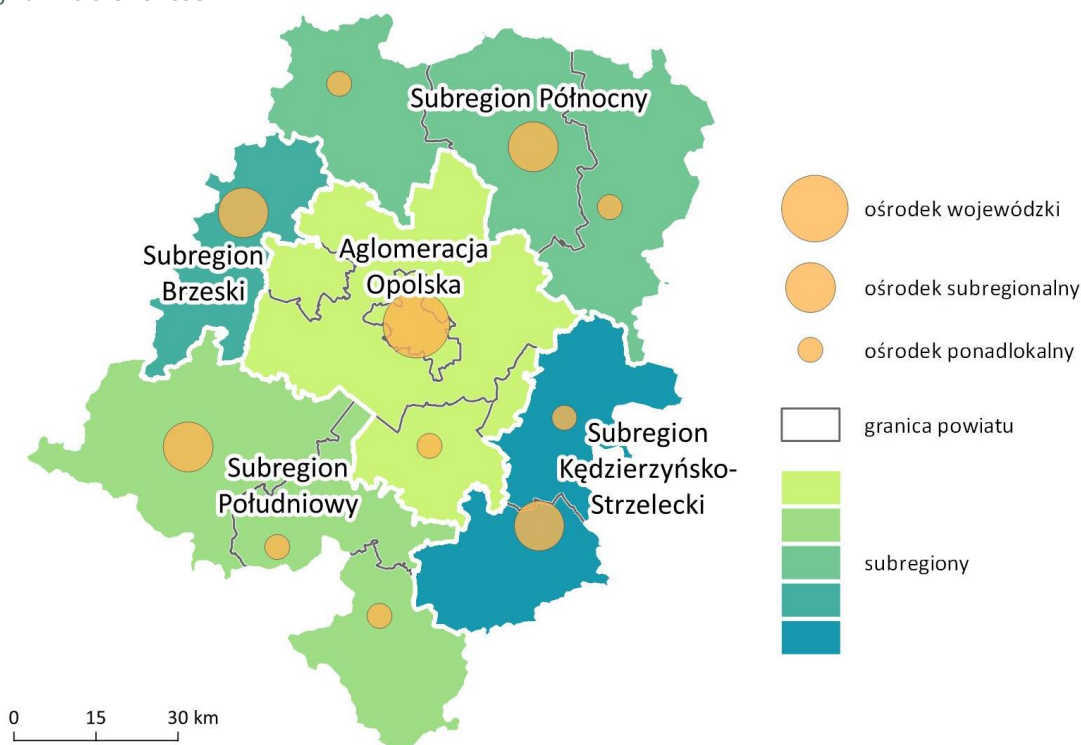 Subregion Północny
Subregion
Brzeski
Aglomeracja
Opolska
Subregion
Południowy
Subregion
Kędzierzyńsko-
Strzelecki
ośrodek wojewódzki
ośrodek subregionalny
ośrodek ponadlokalny
granica powiatu
subregiony
0 15 30 km